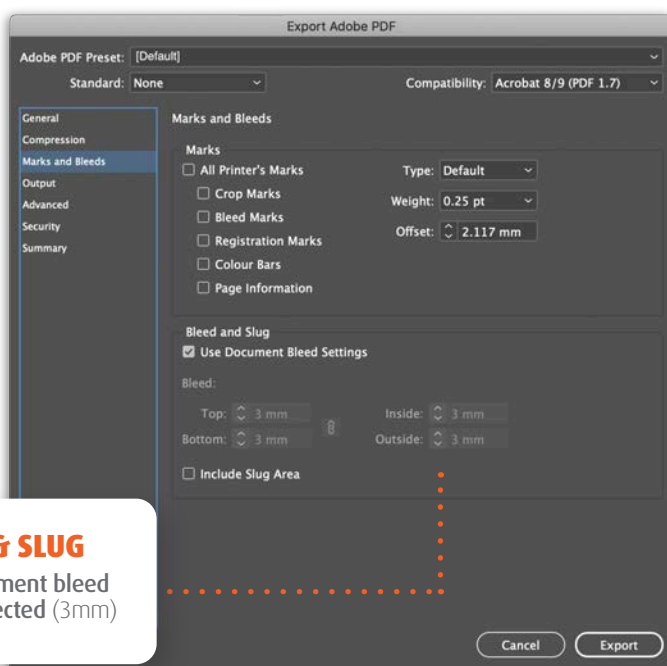 Export Adobe PDF
Adobe PDF Preset: [Default]
Standard: None Compatibility: Acrobat 8/9 (PDF 1.7)
General
Compression
Marks and Bleeds
Output
Advanced
Security
Summary
Marks and Bleeds
Marks
All Printer's Marks
Crop Marks
Bleed Marks
Registration Marks
Colour Bars
Page Information
Type: Default
Weight: 0.25 pt
Offset: 2.117 mm
Bleed and Slug
Use Document Bleed Settings
Bleed:
Top: 3 mm Inside: 3 mm
Bottom: 3 mm Outside: 3 mm
Include Slug Area
& SLUG
bleed
(3mm)
Cancel Export